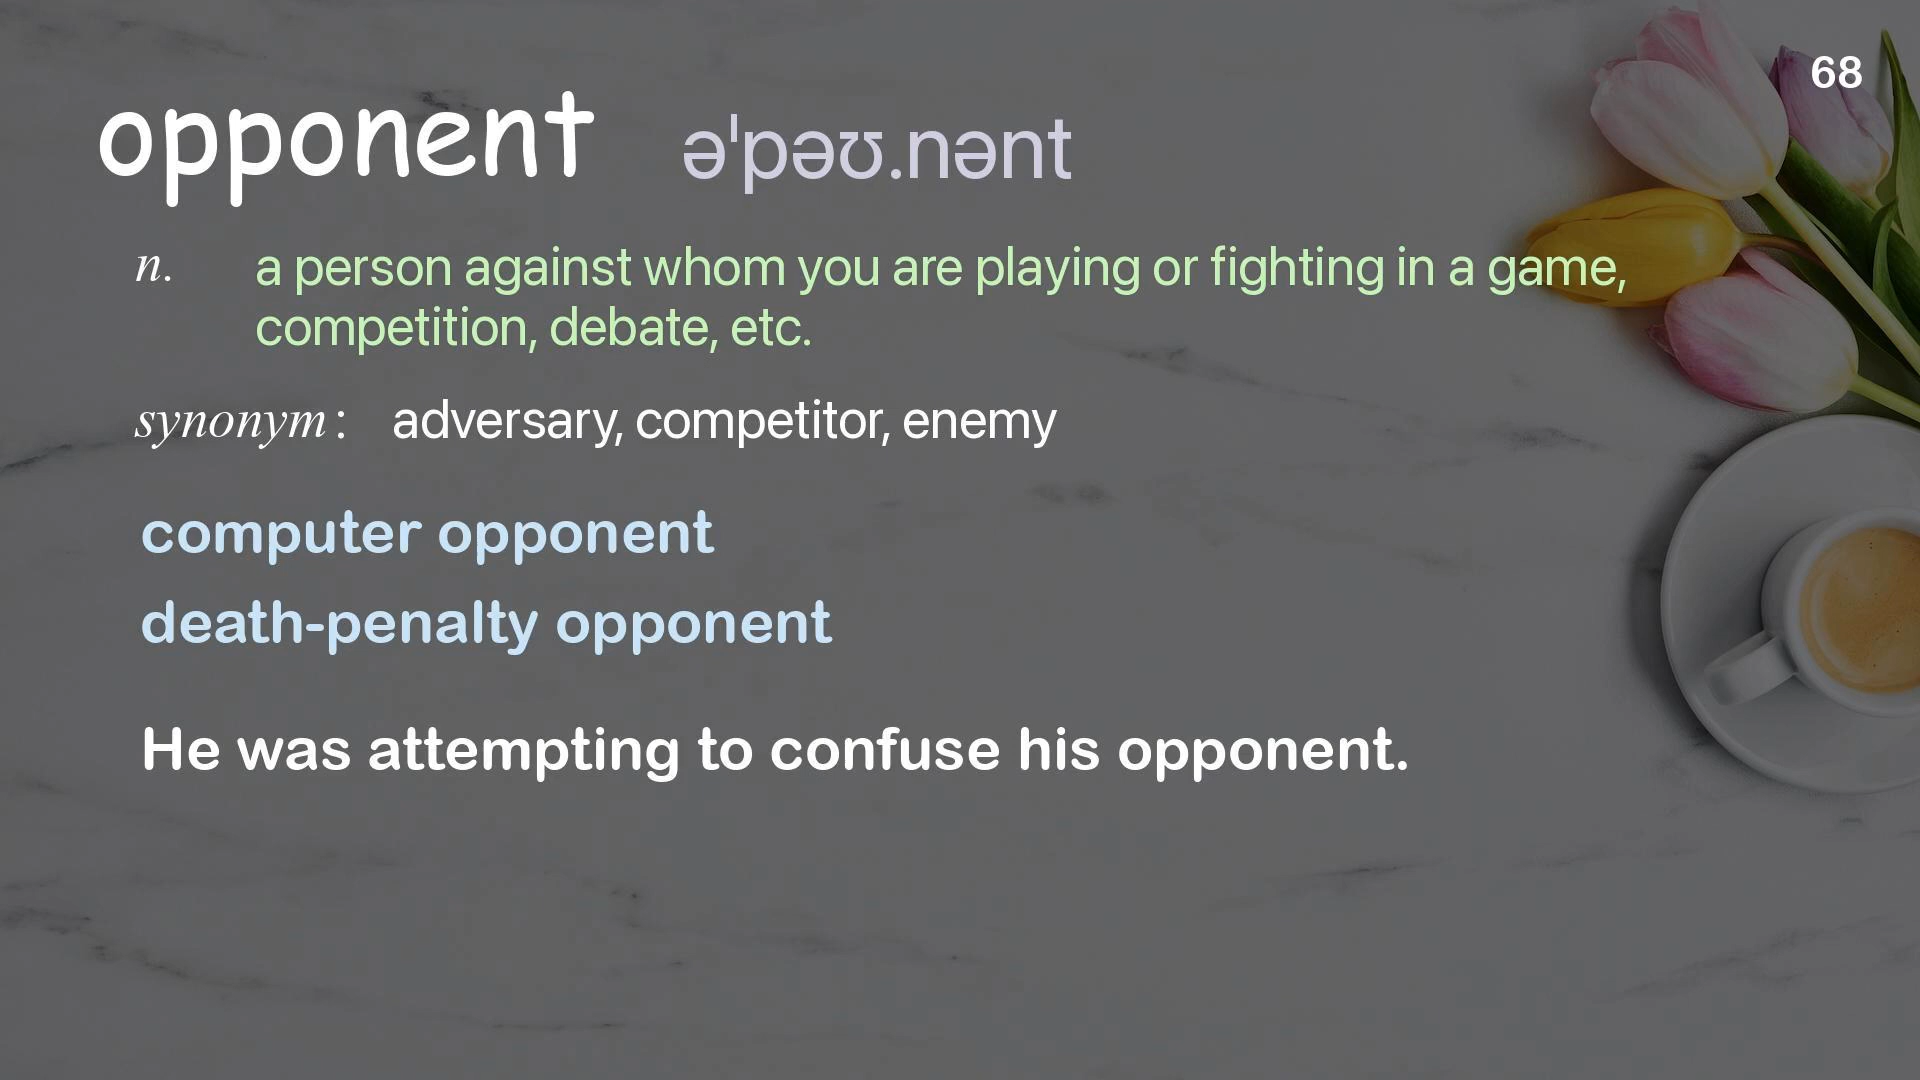 68
opponent əˈpəʊ.nənt
n. a person against whom you are playing or fighting in a game,
competition, debate, etc.
synonym: adversary, competitor, enemy
computer opponent
death-penalty opponent
He was attempting to confuse his opponent.